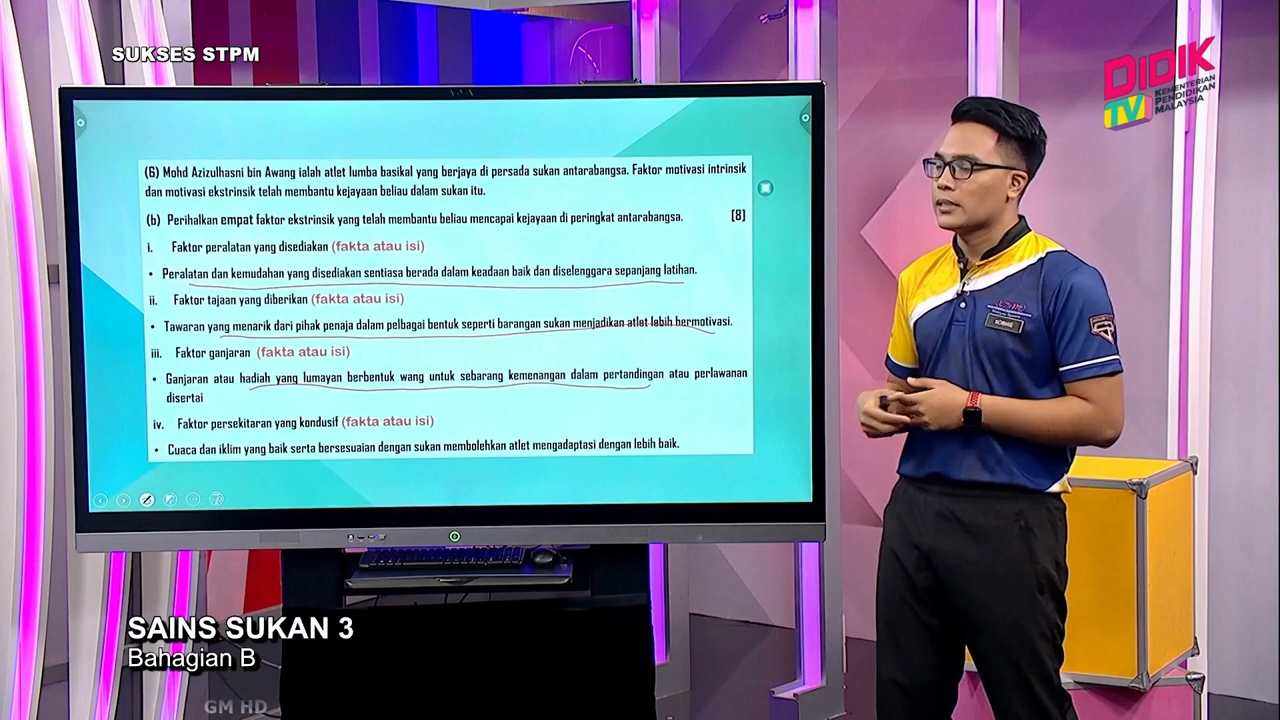 SUKSES STPM
DIDIK
TV
KEMENTERIAN
PENDIDIKAN
MALAYSIA
(6) Mohd Azizulhasni bin Awang ialah atlet lumba basikal yang berjaya di persada sukan antarabangsa. Faktor motivasi intrinsik
dan motivasi ekstrinsik telah membantu kejayaan beliau dalam sukan itu.
(b) Perihalkan empat faktor ekstrinsik yang telah membantu beliau mencapai kejayaan di peringkat antarabangsa. [8]
i. Faktor peralatan yang disediakan (fakta atau isi)
• Peralatan dan kemudahan yang disediakan sentiasa berada dalam keadaan baik dan diselenggara sepanjang latihan.
ii. Faktor tajaan yang diberikan (fakta atau isi)
• Tawaran yang menarik dari pihak penaja dalam pelbagai bentuk seperti barangan sukan menjadikan atlet lebih bermotivasi.
iii. Faktor ganjaran (fakta atau isi)
• Ganjaran atau hadiah yang lumayan berbentuk wang untuk sebarang kemenangan dalam pertandingan atau perlawanan
disertai
iv. Faktor persekitaran yang kondusif (fakta atau isi)
• Cuaca dan iklim yang baik serta bersesuaian dengan sukan membolehkan atlet mengadaptasi dengan lebih baik.
SAINS SUKAN 3
Bahagian B
GM HD